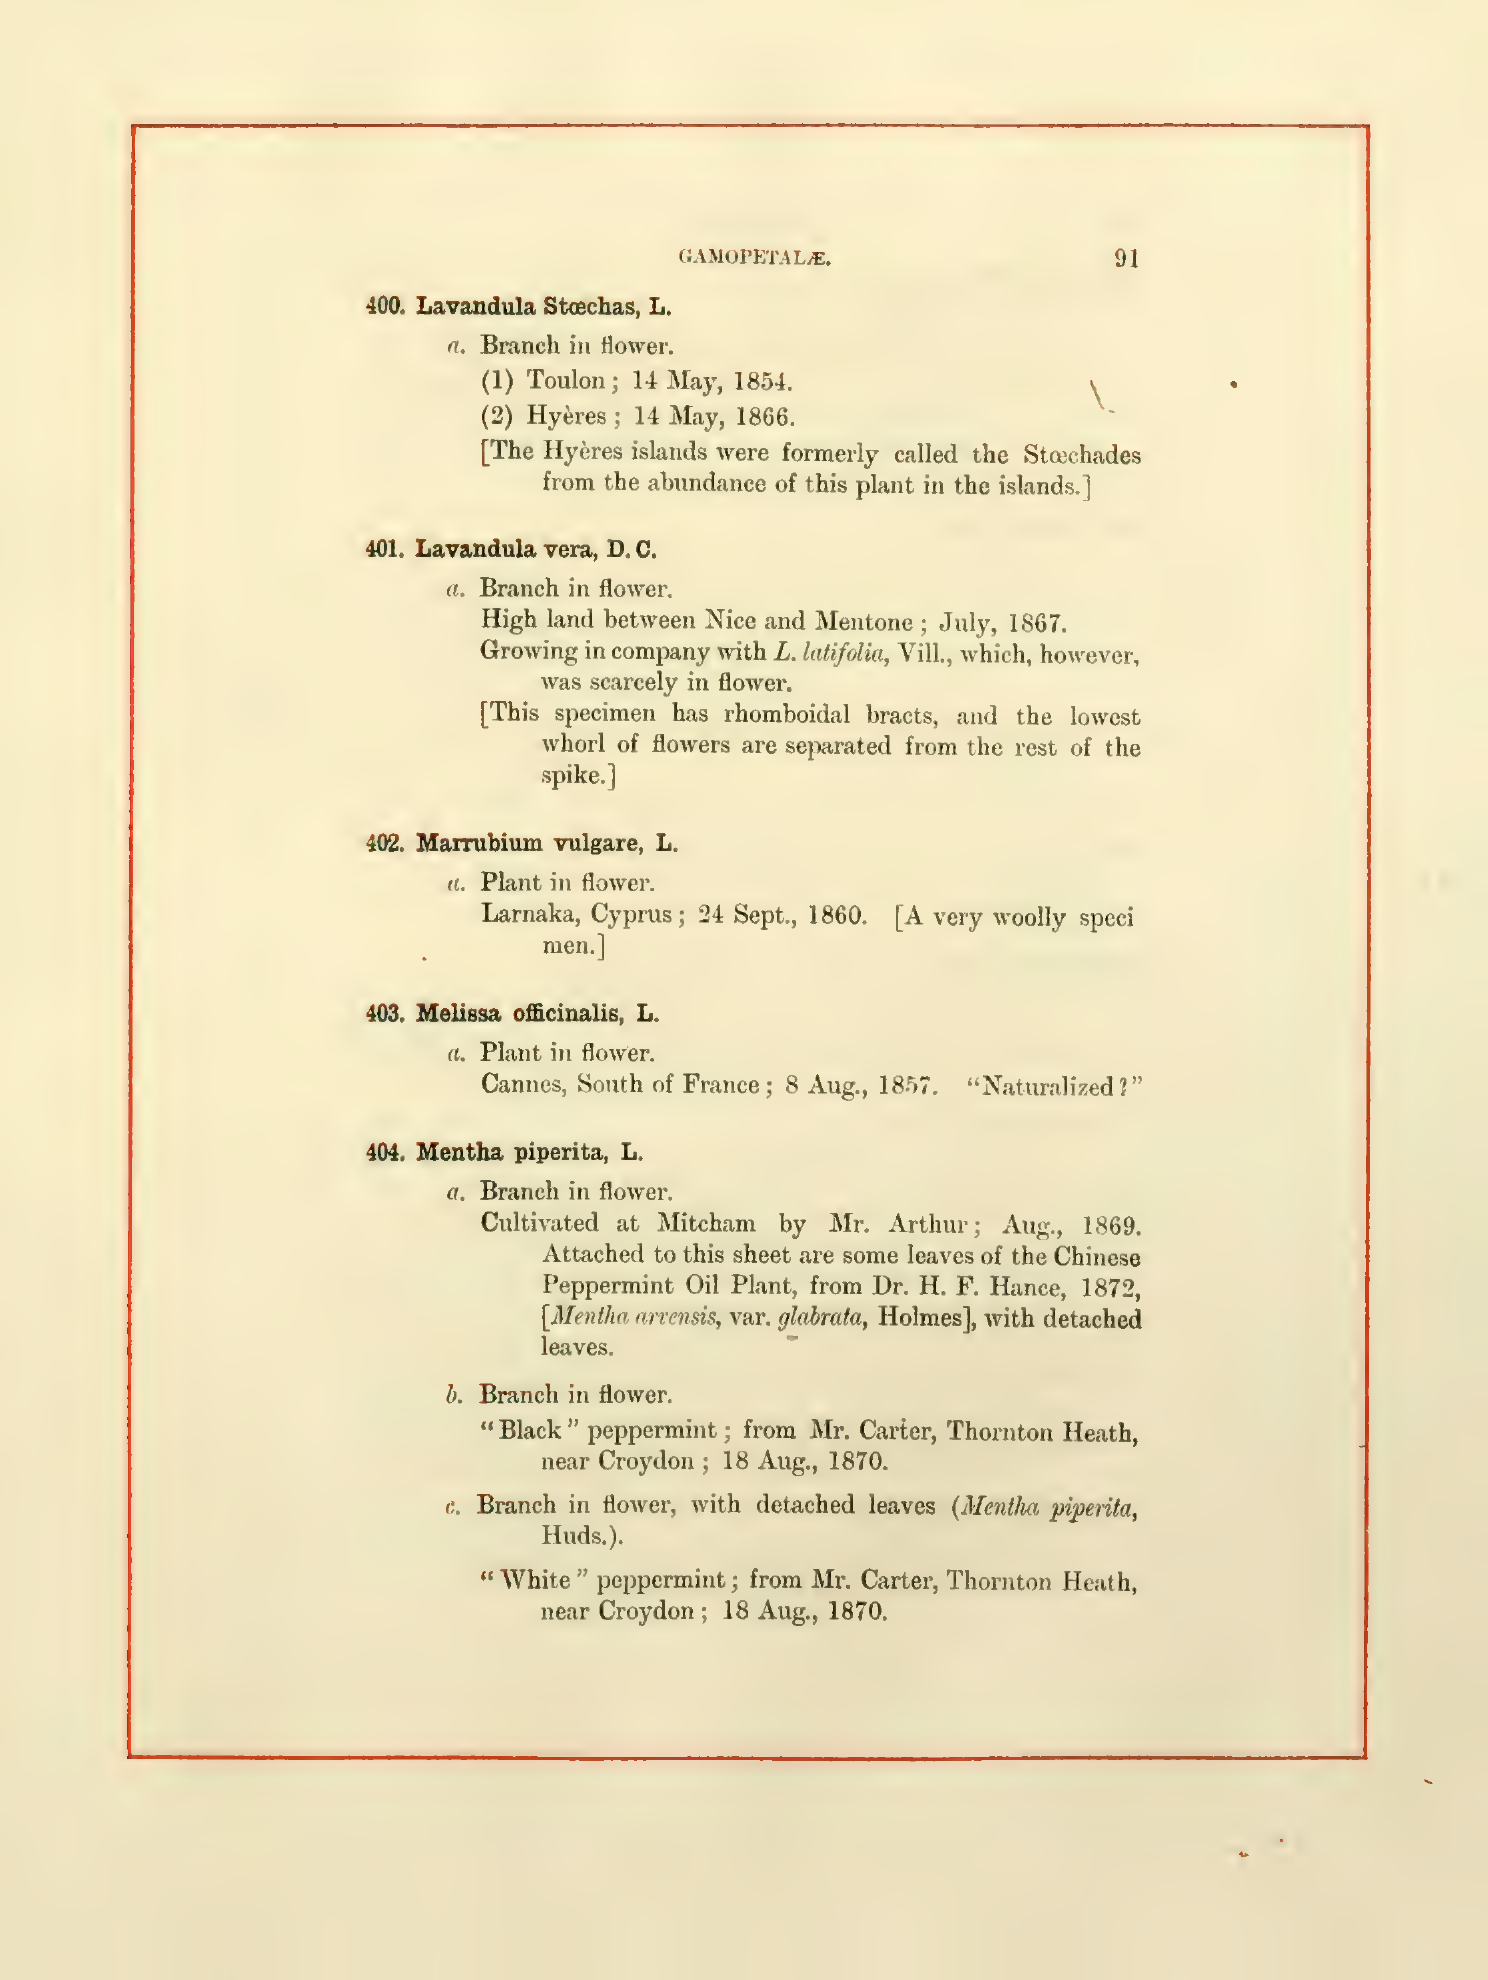 GAMOPETALÆ. 91
400. Lavandula Stœchas, L.
a. Branch in flower.
(1) Toulon; 14 May, 1854.
(2) Hyères; 14 May, 1866.
[The Hyères islands were formerly called the Stœchades
from the abundance of this plant in the islands.]
401. Lavandula vera, D. C.
a. Branch in flower.
High land between Nice and Mentone; July, 1867.
Growing in company with L. latifolia, Vill., which, however,
was scarcely in flower.
[This specimen has rhomboidal bracts, and the lowest
whorl of flowers are separated from the rest of the
spike.]
402. Marrubium vulgare, L.
a. Plant in flower.
Larnaka, Cyprus; 24 Sept., 1860. [A very woolly speci
men.]
403. Melissa officinalis, L.
a. Plant in flower.
Cannes, South of France; 8 Aug., 1857. “Naturalized?”
404. Mentha piperita, L.
a. Branch in flower.
Cultivated at Mitcham by Mr. Arthur; Aug., 1869.
Attached to this sheet are some leaves of the Chinese
Peppermint Oil Plant, from Dr. H. F. Hance, 1872,
[Mentha arvensis, var. glabrata, Holmes], with detached
leaves.
b. Branch in flower.
“Black” peppermint; from Mr. Carter, Thornton Heath,
near Croydon; 18 Aug., 1870.
c. Branch in flower, with detached leaves (Mentha piperita,
Huds.).
“White” peppermint; from Mr. Carter, Thornton Heath,
near Croydon; 18 Aug., 1870.